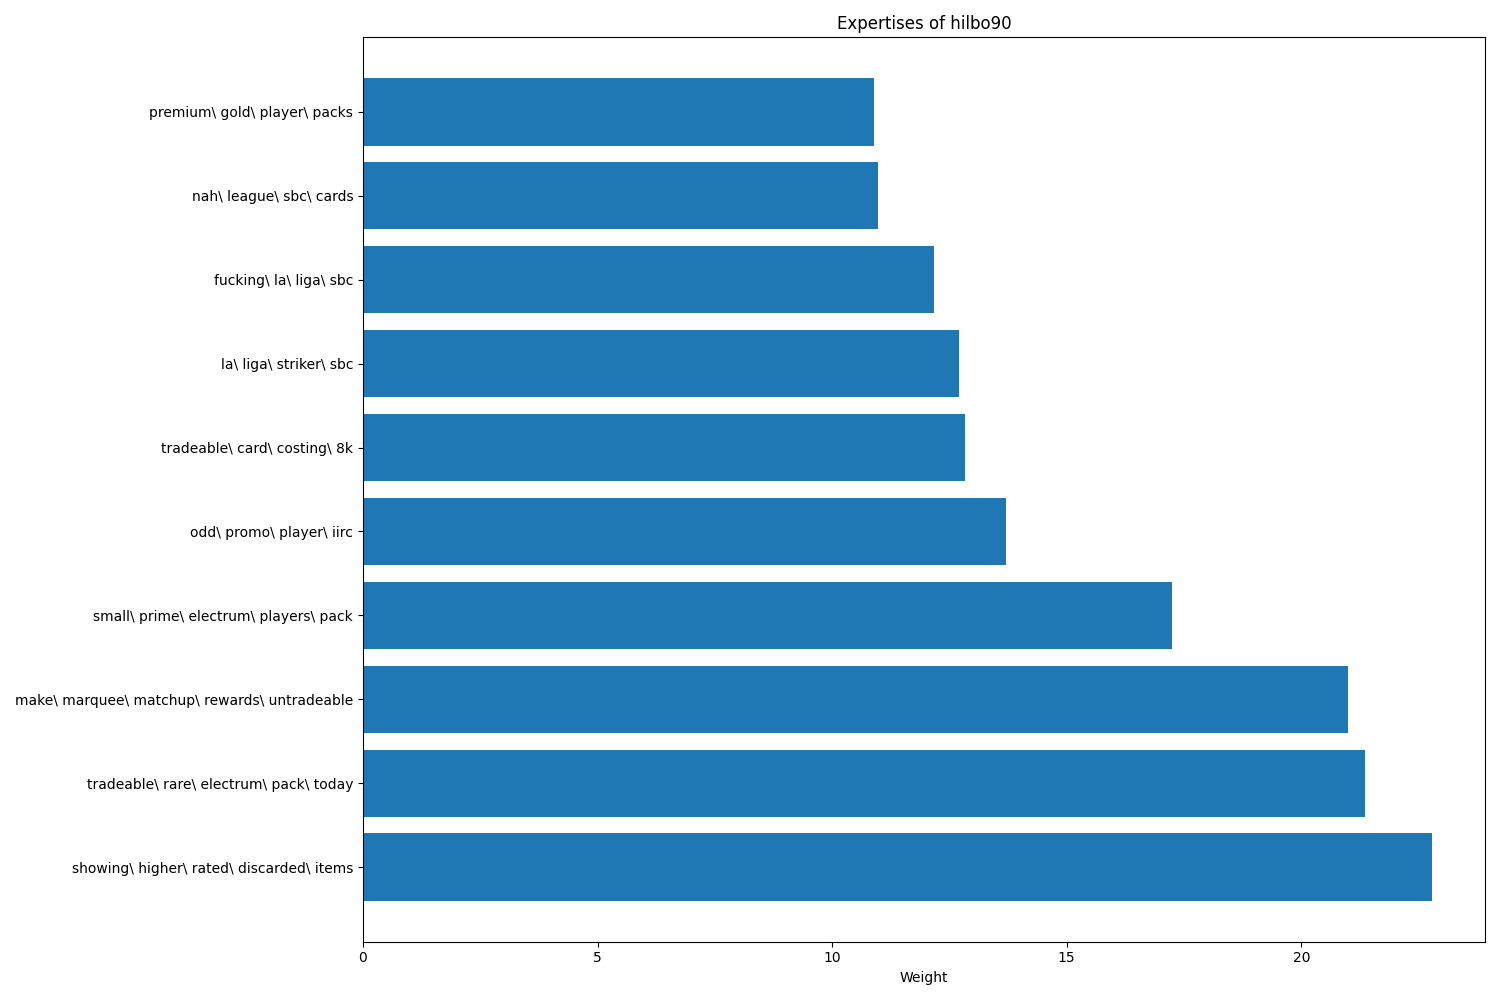 Expertises of hilbo90
premium\ gold\ player\ packs
nah\ league\ sbc\ cards
fucking\ la\ liga\ sbc
la\ liga\ striker\ sbc
tradeable\ card\ costing\ 8k
odd\ promo\ player\ iirc
small\ prime\ electrum\ players\ pack
make\ marquee\ matchup\ rewards\ untradeable
tradeable\ rare\ electrum\ pack\ today
showing\ higher\ rated\ discarded\ items
0 5 10 15 20
Weight